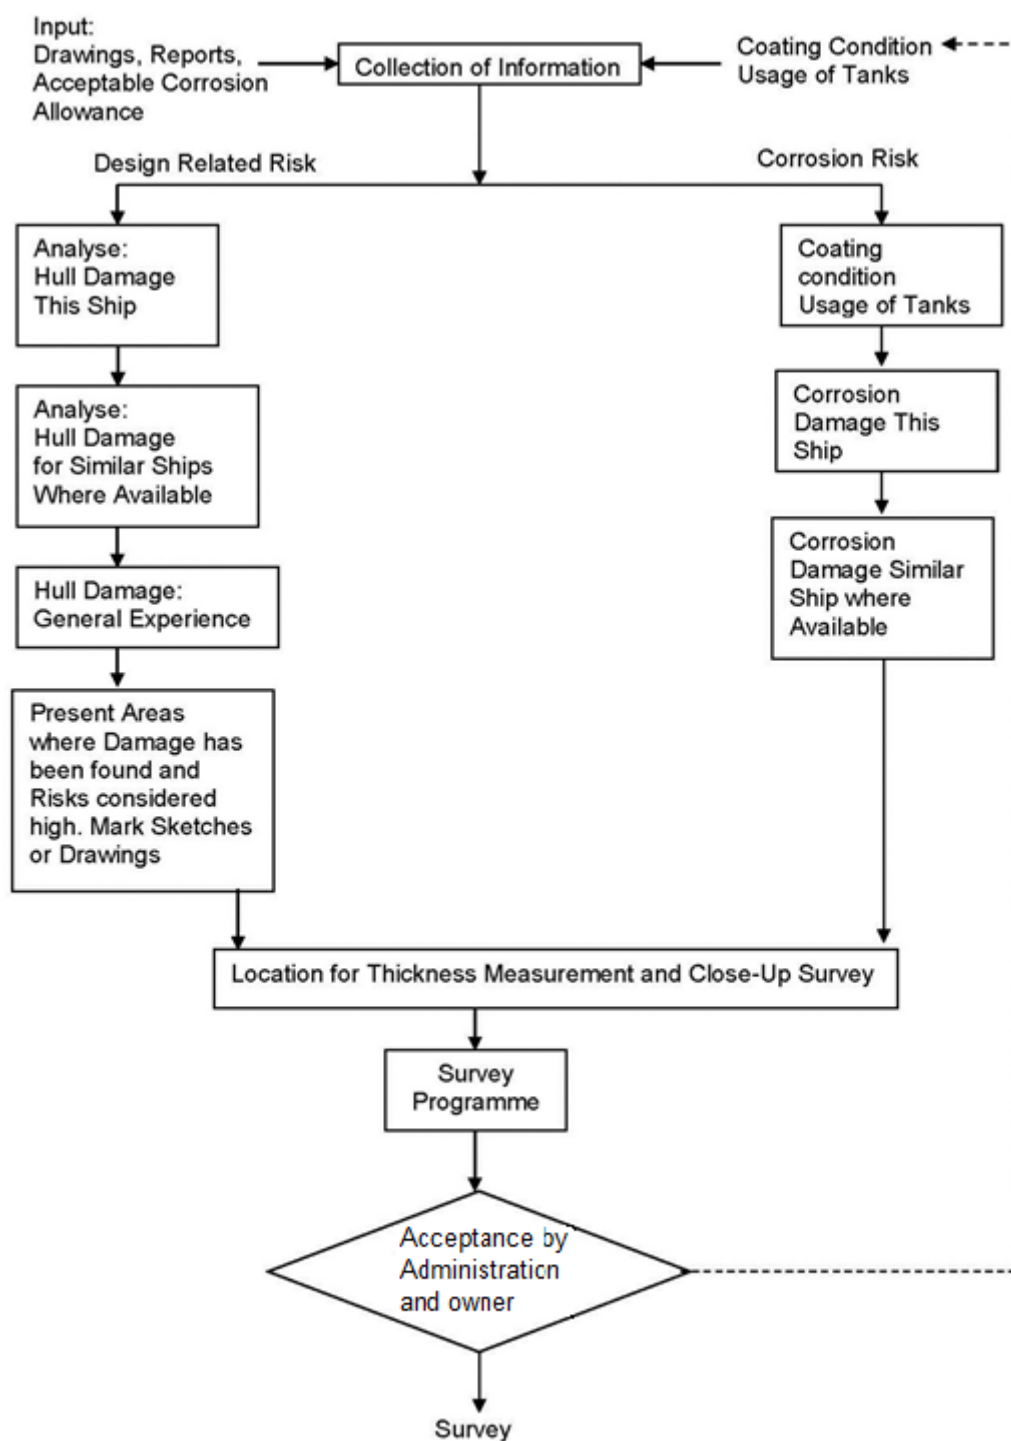 Input:
Drawings, Reports,
Acceptable Corrosion
Allowance
Collection of Information
Coating Condition
Usage of Tanks
Design Related Risk
Corrosion Risk
Analyse:
Hull Damage
This Ship
Analyse:
Hull Damage
for Similar Ships
Where Available
Hull Damage:
General Experience
Present Areas
where Damage has
been found and
Risks considered
high. Mark Sketches
or Drawings
Coating
condition
Usage of Tanks
Corrosion
Damage This
Ship
Corrosion
Damage Similar
Ship where
Available
Location for Thickness Measurement and Close-Up Survey
Survey
Programme
Acceptance by
Administration
and owner
Survey